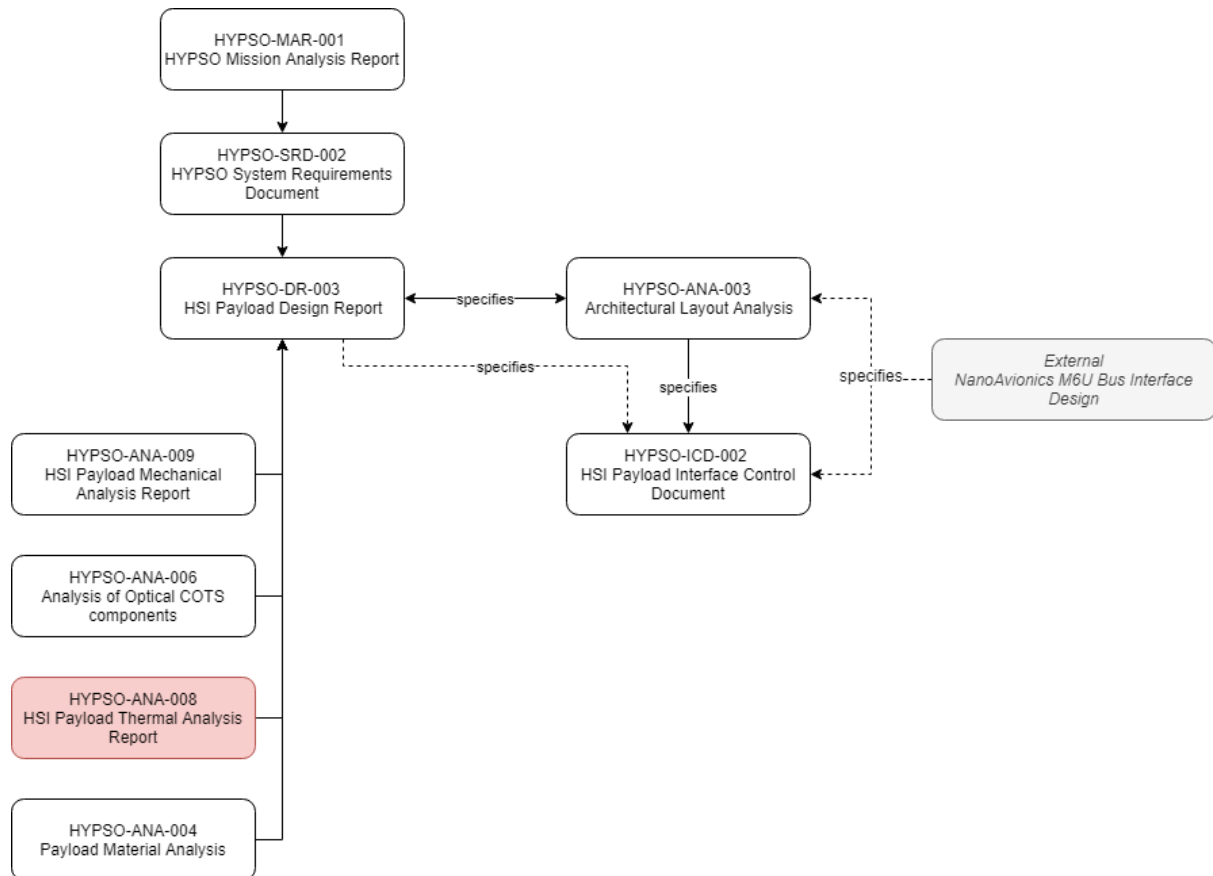 HYPSO-MAR-001
HYPSO Mission Analysis Report
HYPSO-SRD-002
HYPSO System Requirements
Document
HYPSO-DR-003
HSI Payload Design Report
specifies
HYPSO-ANA-003
Architectural Layout Analysis
specifies
specifies
specifies
External
NanoAvionics M6U Bus Interface
Design
HYPSO-ICD-002
HSI Payload Interface Control
Document
HYPSO-ANA-009
HSI Payload Mechanical
Analysis Report
HYPSO-ANA-006
Analysis of Optical COTS
components
HYPSO-ANA-008
HSI Payload Thermal Analysis
Report
HYPSO-ANA-004
Payload Material Analysis